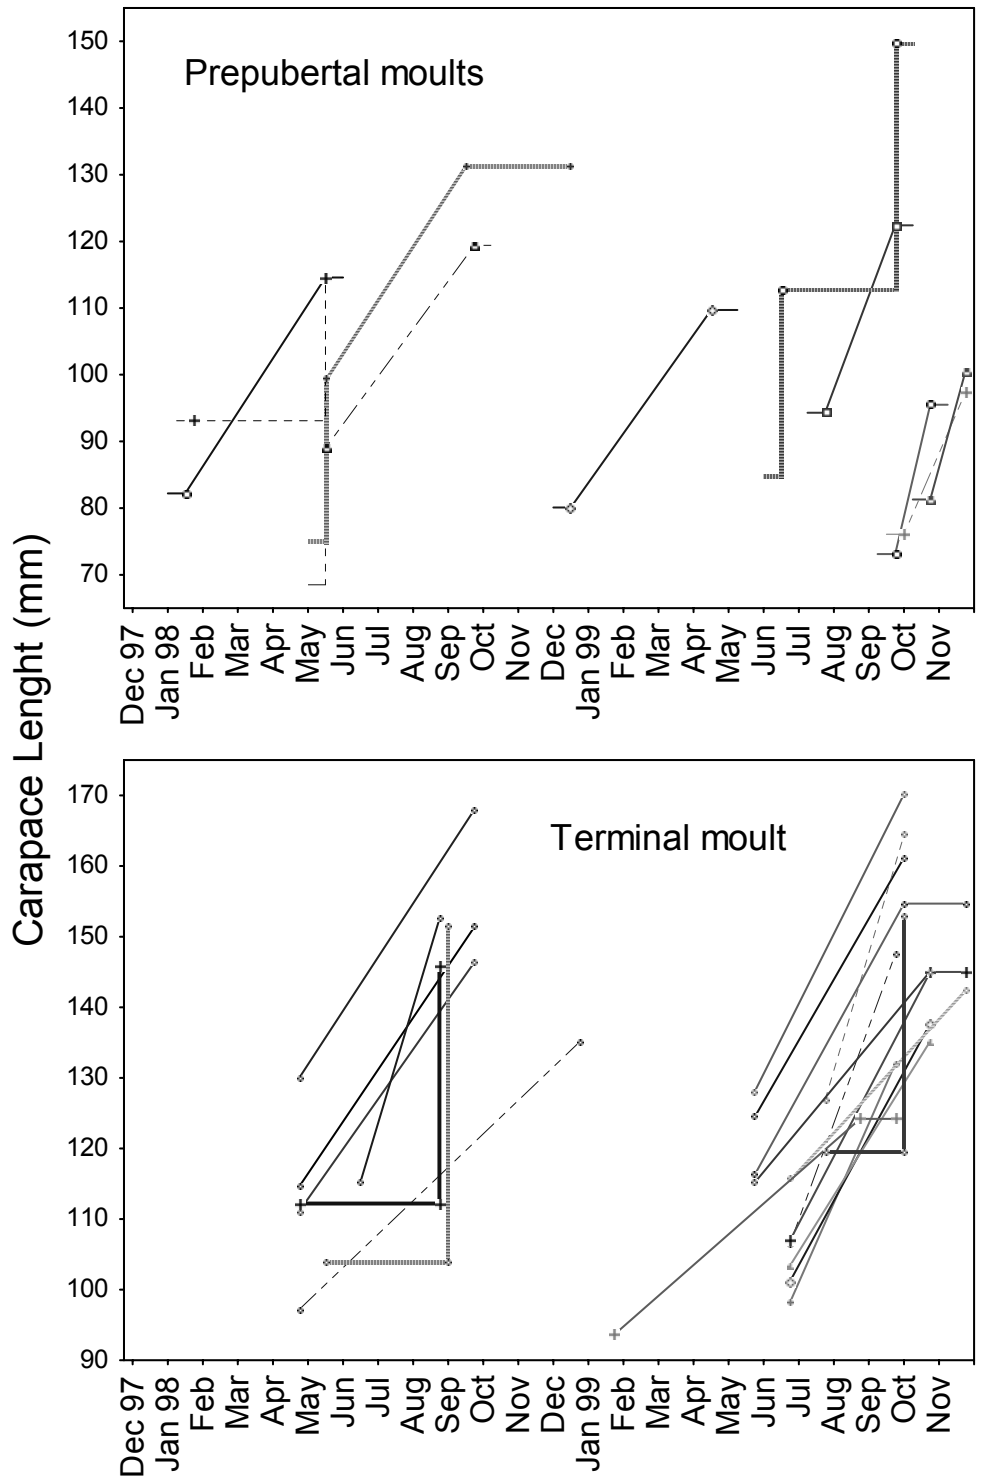 Carapace Lenght (mm)
Prepubertal moults
150
140
130
120
110
100
90
80
70
Dec 97
Jan 98
Feb
Mar
Apr
May
Jun
Jul
Aug
Sep
Oct
Nov
Dec
Jan 99
Feb
Mar
Apr
May
Jun
Jul
Aug
Sep
Oct
Nov
Terminal moult
170
160
150
140
130
120
110
100
90
Dec 97
Jan 98
Feb
Mar
Apr
May
Jun
Jul
Aug
Sep
Oct
Nov
Dec
Jan 99
Feb
Mar
Apr
May
Jun
Jul
Aug
Sep
Oct
Nov